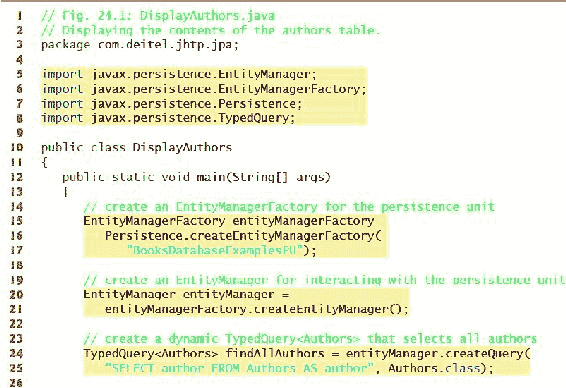 1 // Fig. 24.1: DisplayAuthors.java
2 // Displaying the contents of the authors table.
3 package com.deitel.jhtp.jpa;
4
5 import javax.persistence.EntityManager;
6 import javax.persistence.EntityManagerFactory;
7 import javax.persistence.Persistence;
8 import javax.persistence.TypedQuery;
9
10 public class DisplayAuthors
11 {
12 public static void main(String[] args)
13 {
14 // create an EntityManagerFactory for the persistence unit
15 EntityManagerFactory entityManagerFactory
16 Persistence.createEntityManagerFactory(
17 "BooksDatabaseExamplesPU");
18
19 // create an EntityManager for interacting with the persistence unit
20 EntityManager entityManager =
21 entityManagerFactory.createEntityManager();
22
23 // create a dynamic TypedQuery<Authors> that selects all authors
24 TypedQuery<Authors> findAllAuthors = entityManager.createQuery(
25 "SELECT author FROM Authors AS author", Authors.class);
26